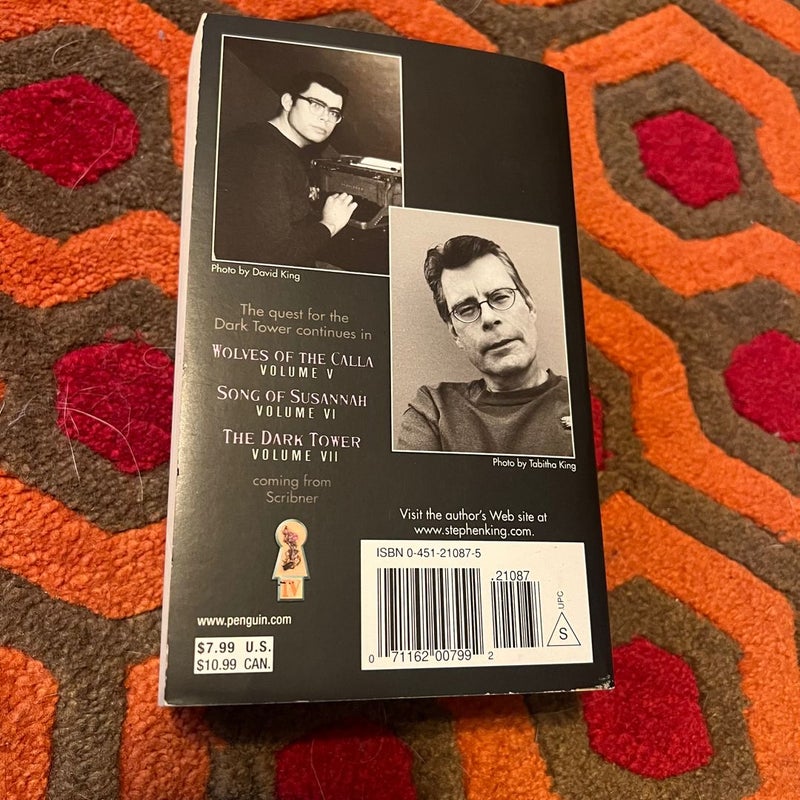 Photo by David King
The quest for the
Dark Tower continues in
WOLVES OF THE CALLA
VOLUME V
SONG OF SUSANNAH
VOLUME VI
THE DARK TOWER
VOLUME VII
coming from
Scribner
IV
www.penguin.com
$7.99 U.S.
$10.99 CAN.
Photo by Tabitha King
Visit the author's Web site at
www.stephenking.com.
ISBN 0-451-21087-5
.21087
0 71162 00799 2
UPC
S